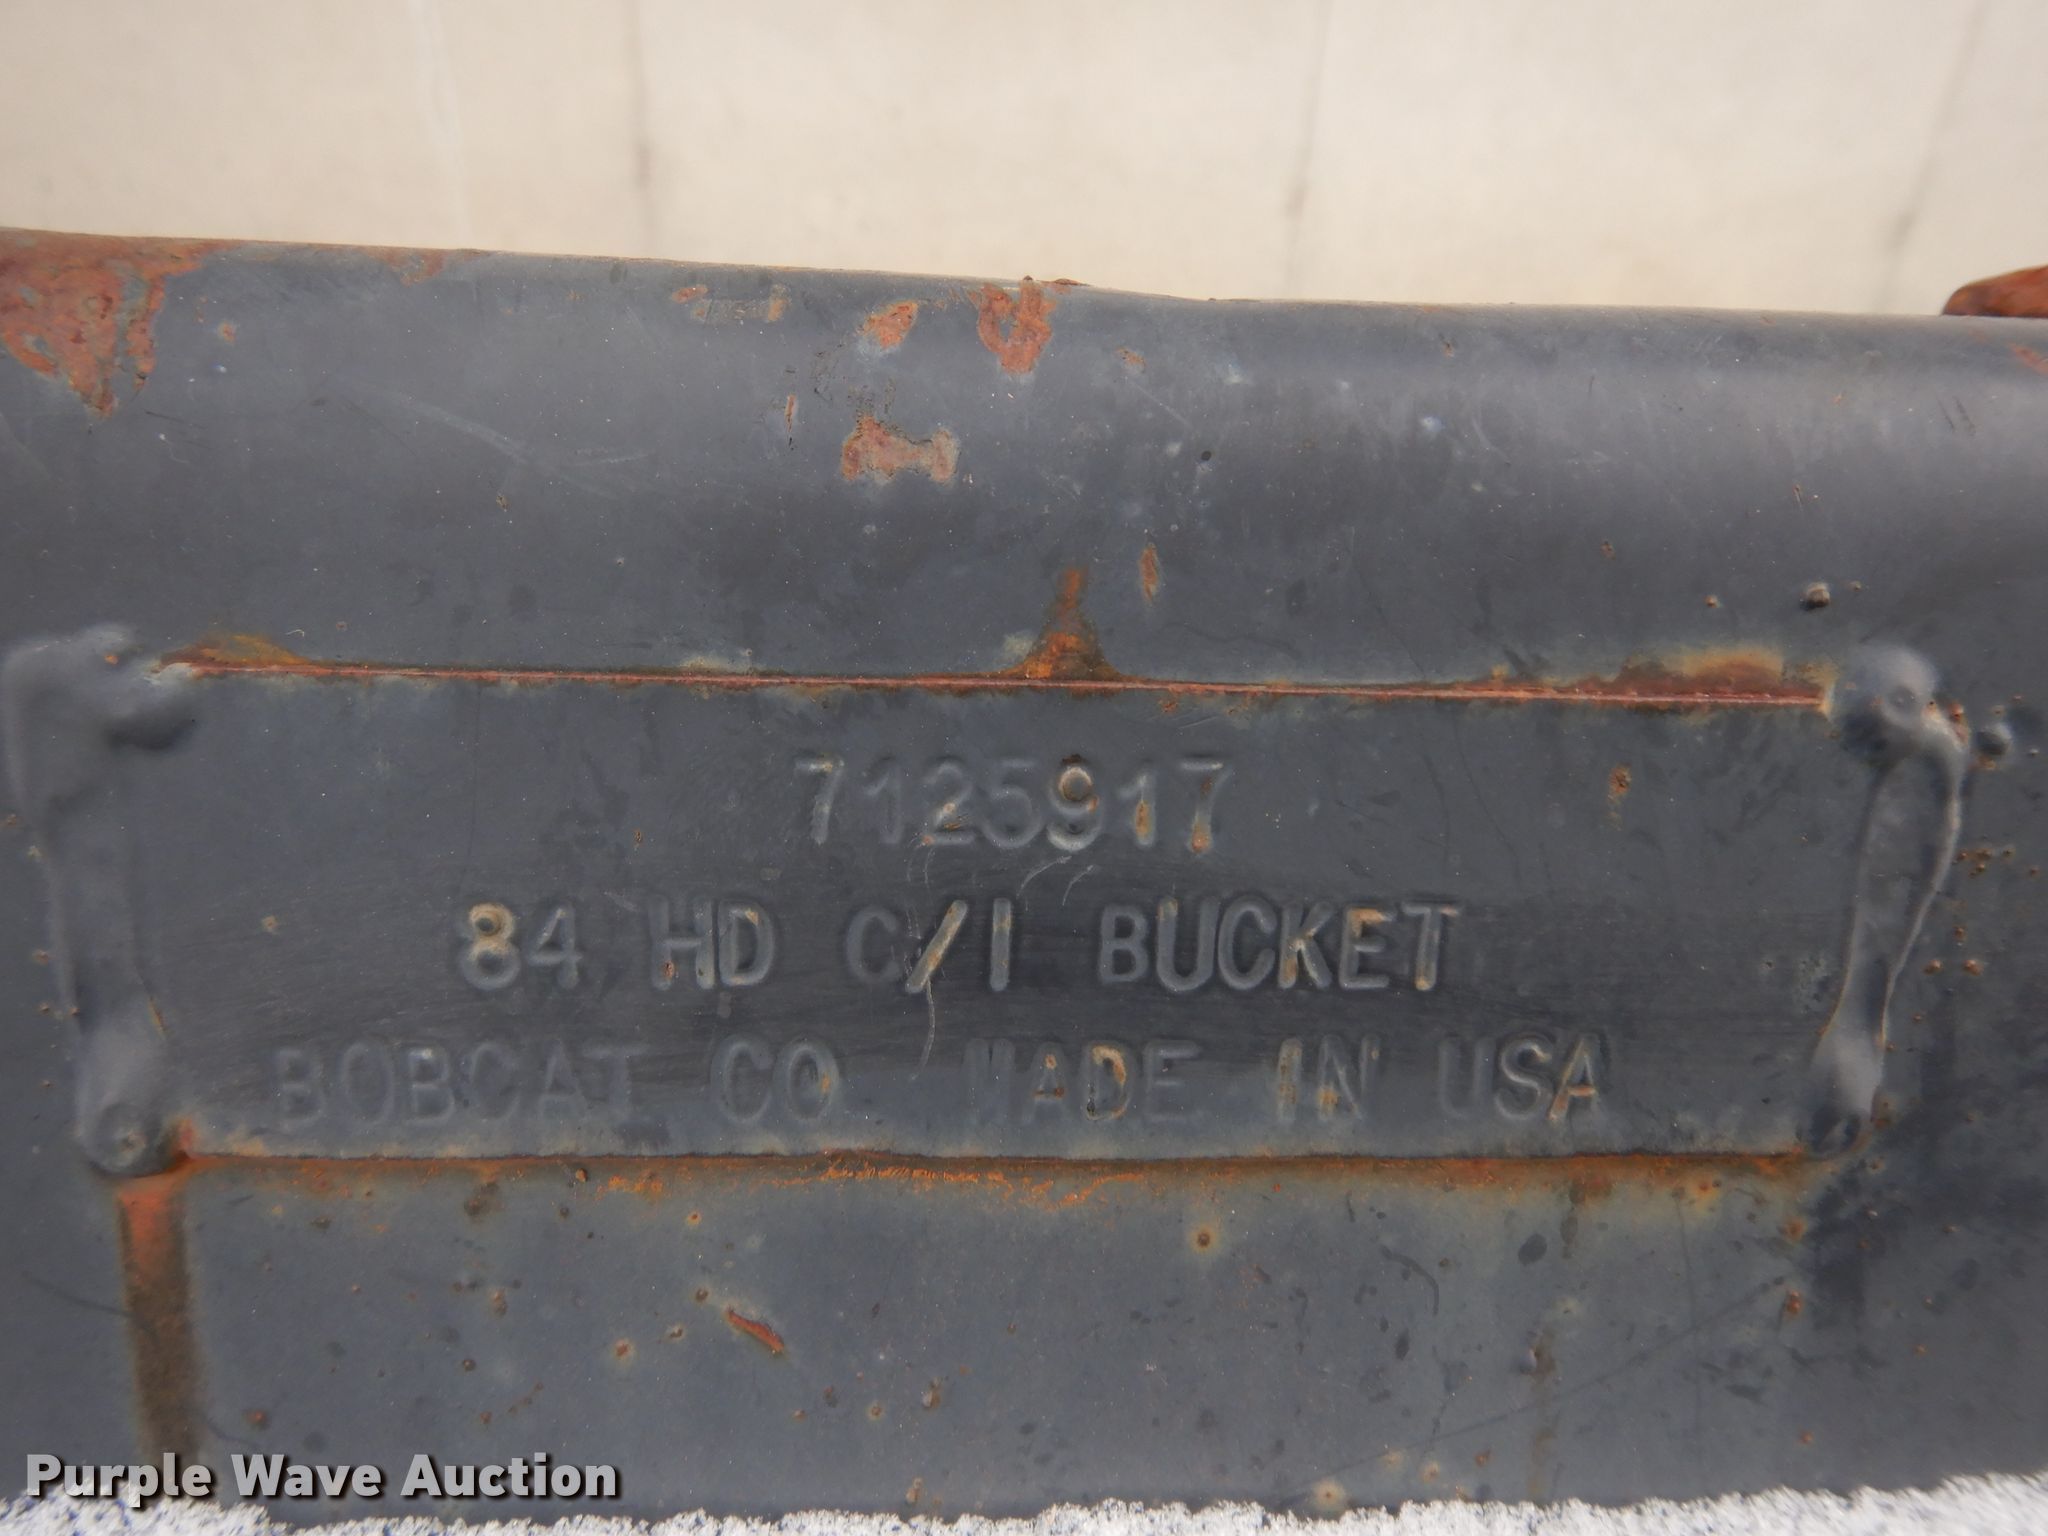 7125917
84 HD C/I BUCKET
BOBCAT CO MADE IN USA
Purple Wave Auction